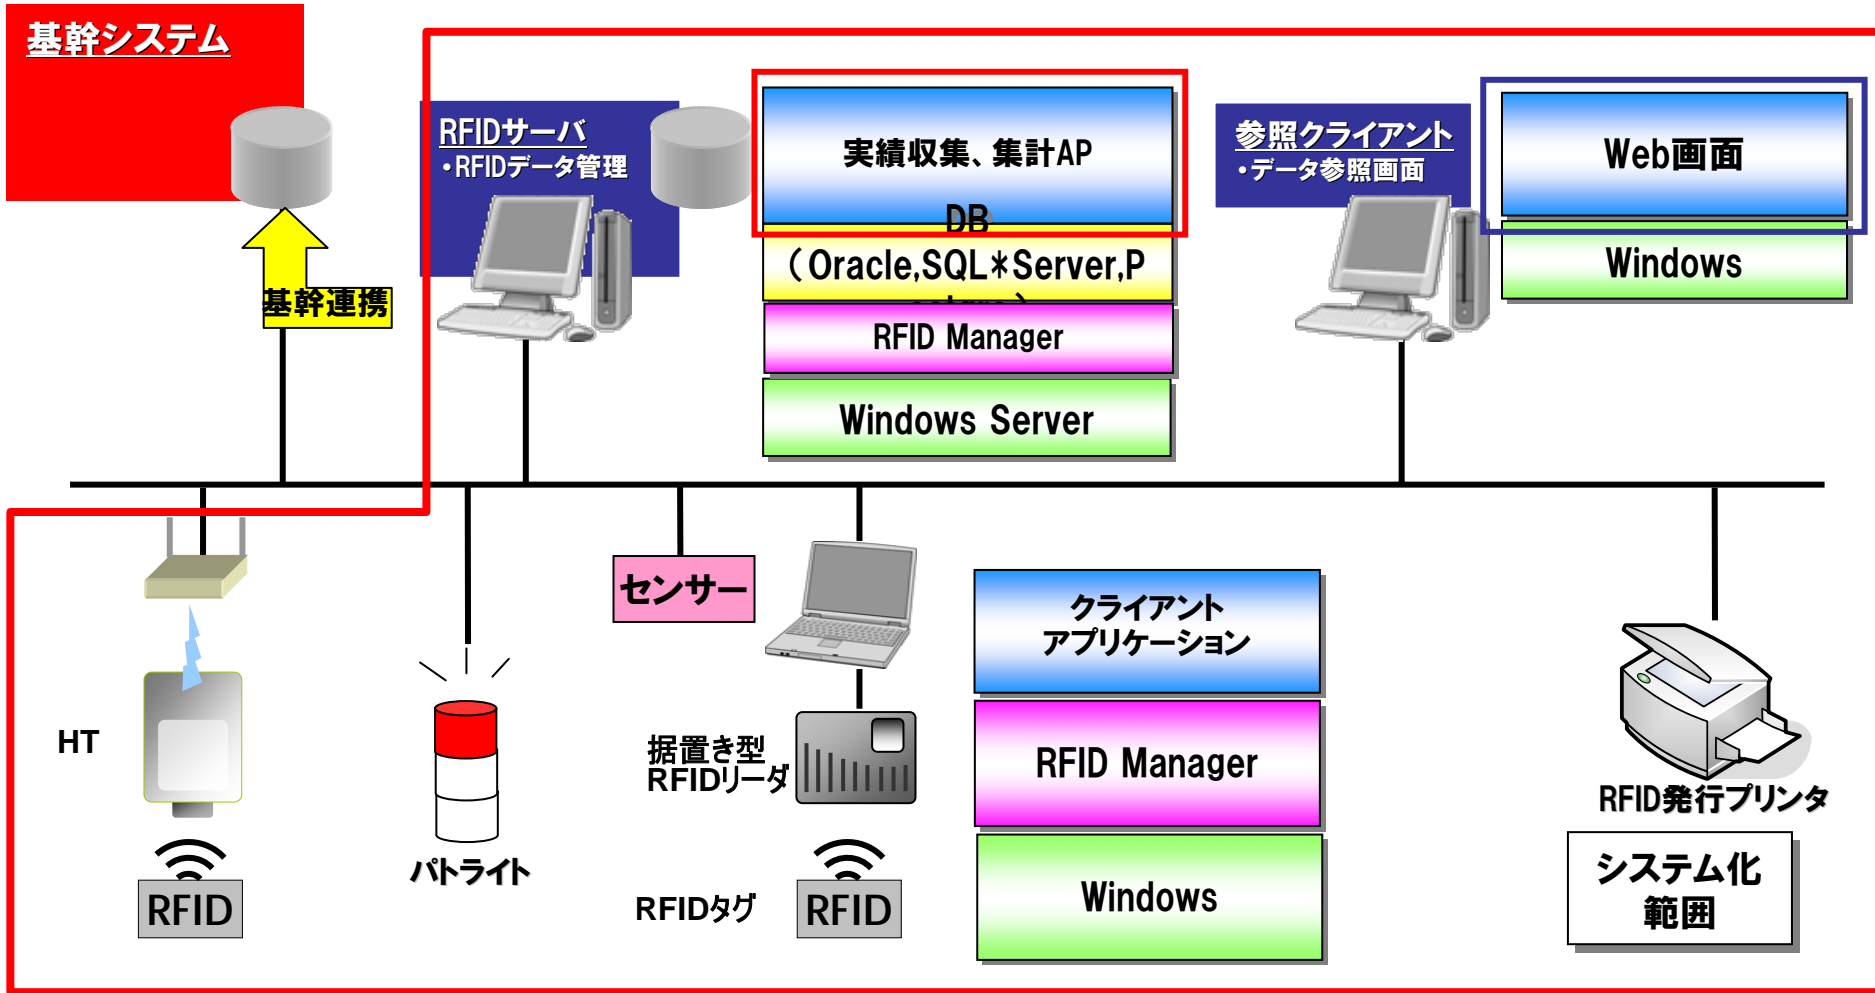 基幹システム
基幹連携
RFIDサーバ
・RFIDデータ管理
実績収集、集計AP
DB
（Oracle,SQL*Server,P
RFID Manager
Windows Server
参照クライアント
・データ参照画面
Web画面
Windows
HT
RFID
パトライト
センサー
据置き型
RFIDリーダ
RFIDタグ
RFID
クライアント
アプリケーション
RFID Manager
Windows
RFID発行プリンタ
システム化
範囲